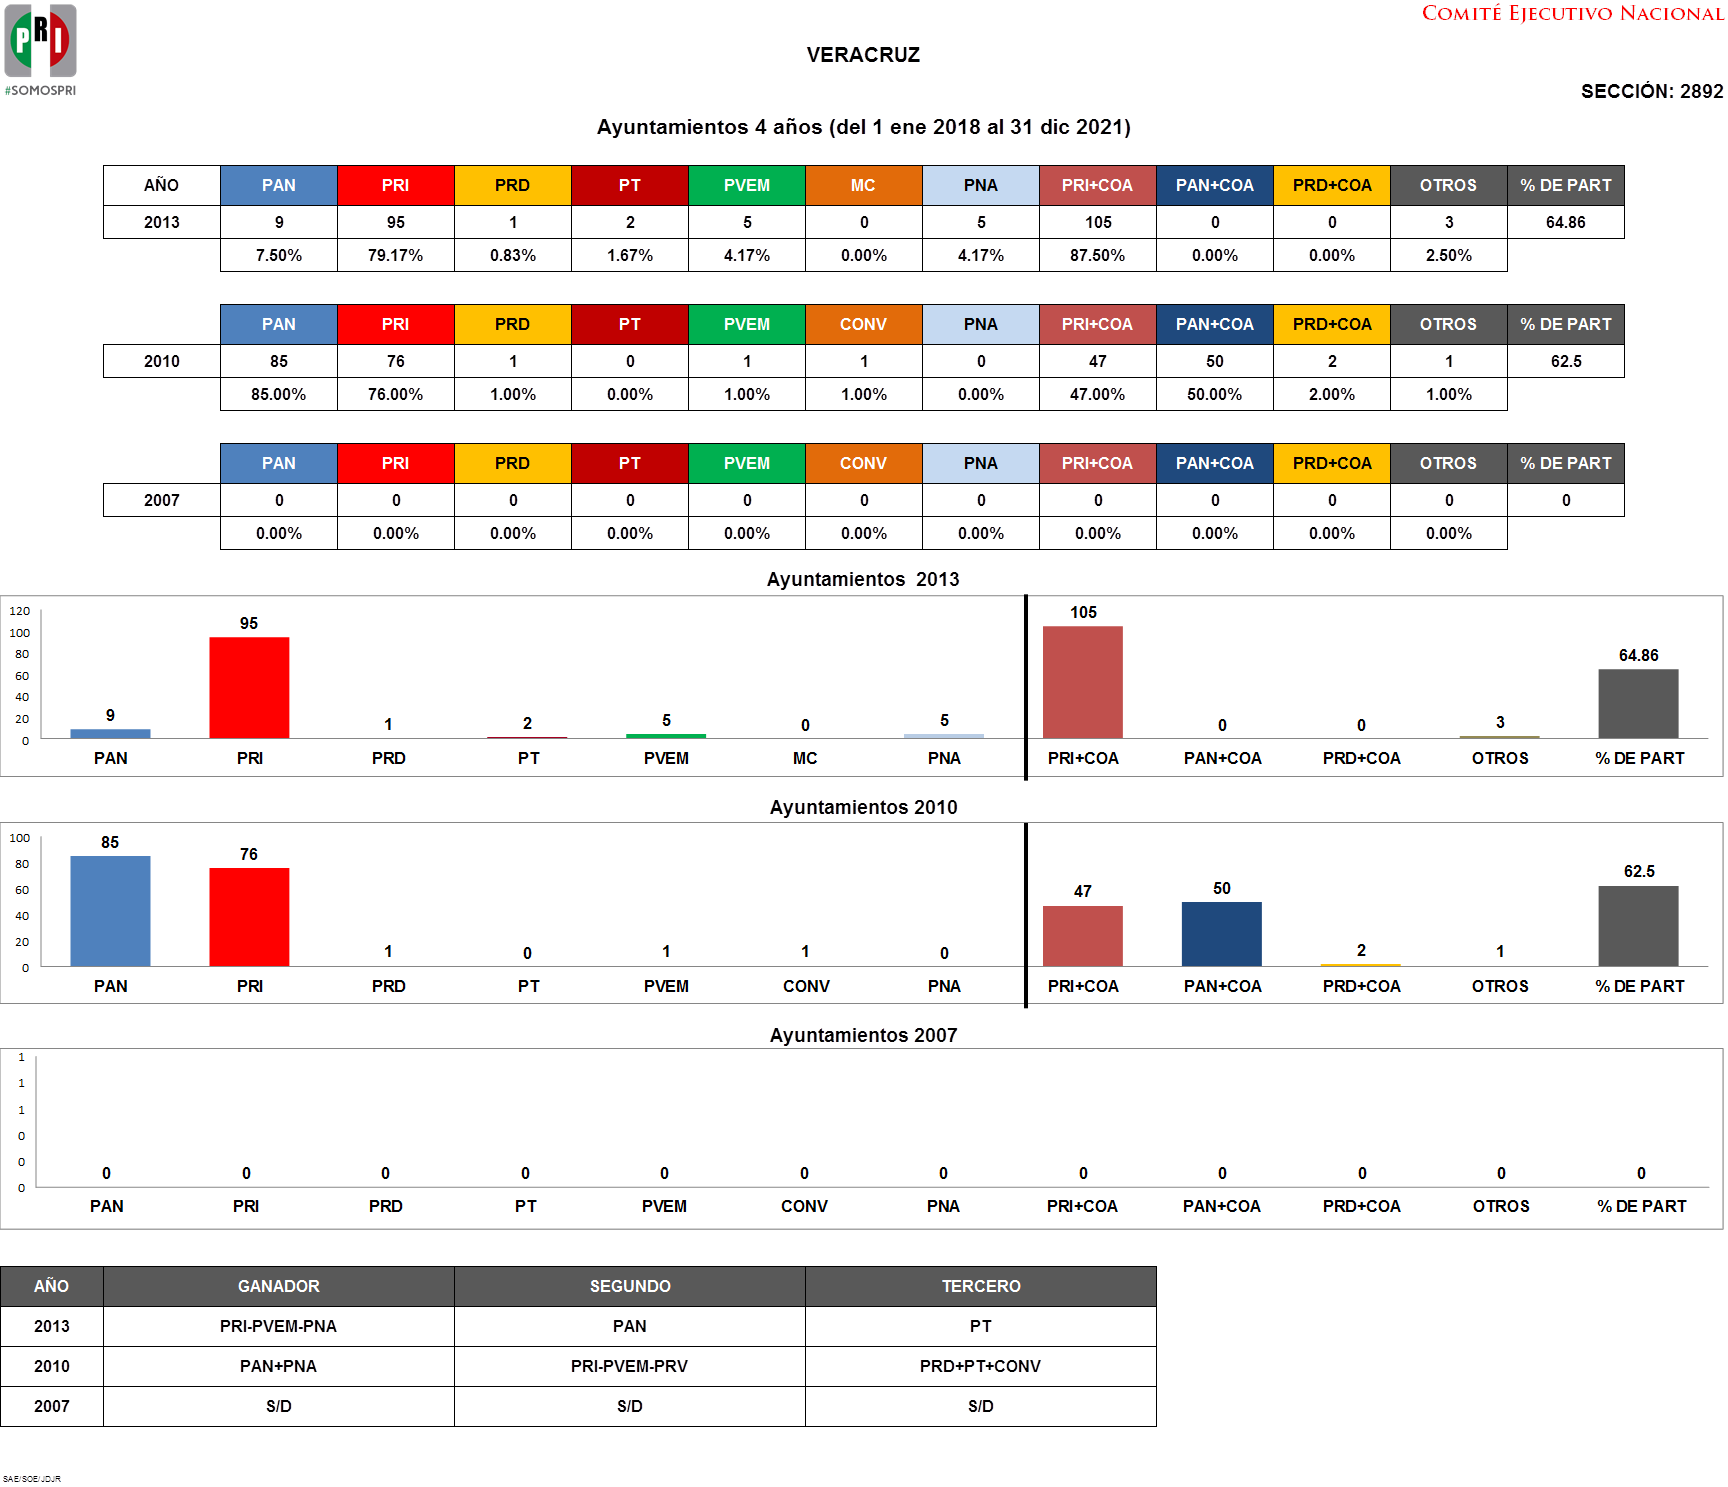 PRI
#SOMOSPRI
COMITÉ EJECUTIVO NACIONAL
VERACRUZ
SECCIÓN: 2892
Ayuntamientos 4 años (del 1 ene 2018 al 31 dic 2021)
AÑO PAN PRI PRD PT PVEM MC PNA PRI+COA PAN+COA PRD+COA OTROS % DE PART
2013 9 95 1 2 5 0 5 105 0 0 3 64.86
7.50% 79.17% 0.83% 1.67% 4.17% 0.00% 4.17% 87.50% 0.00% 0.00% 2.50%
PAN PRI PRD PT PVEM CONV PNA PRI+COA PAN+COA PRD+COA OTROS % DE PART
2010 85 76 1 0 1 1 0 47 50 2 1 62.5
85.00% 76.00% 1.00% 0.00% 1.00% 1.00% 0.00% 47.00% 50.00% 2.00% 1.00%
PAN PRI PRD PT PVEM CONV PNA PRI+COA PAN+COA PRD+COA OTROS % DE PART
2007 0 0 0 0 0 0 0 0 0 0 0 0
0.00% 0.00% 0.00% 0.00% 0.00% 0.00% 0.00% 0.00% 0.00% 0.00% 0.00%
Ayuntamientos 2013
120
100
80
60
40
20
0
9 95 1 2 5 0 5 105 0 0 3 64.86
PAN PRI PRD PT PVEM MC PNA PRI+COA PAN+COA PRD+COA OTROS % DE PART
Ayuntamientos 2010
100
80
60
40
20
0
85 76 1 0 1 1 0 47 50 2 1 62.5
PAN PRI PRD PT PVEM CONV PNA PRI+COA PAN+COA PRD+COA OTROS % DE PART
Ayuntamientos 2007
1
1
1
0
0
0
0 0 0 0 0 0 0 0 0 0 0 0
PAN PRI PRD PT PVEM CONV PNA PRI+COA PAN+COA PRD+COA OTROS % DE PART
AÑO GANADOR SEGUNDO TERCERO
2013 PRI-PVEM-PNA PAN PT
2010 PAN+PNA PRI-PVEM-PRV PRD+PT+CONV
2007 S/D S/D S/D
SAE/SOE/JDJR